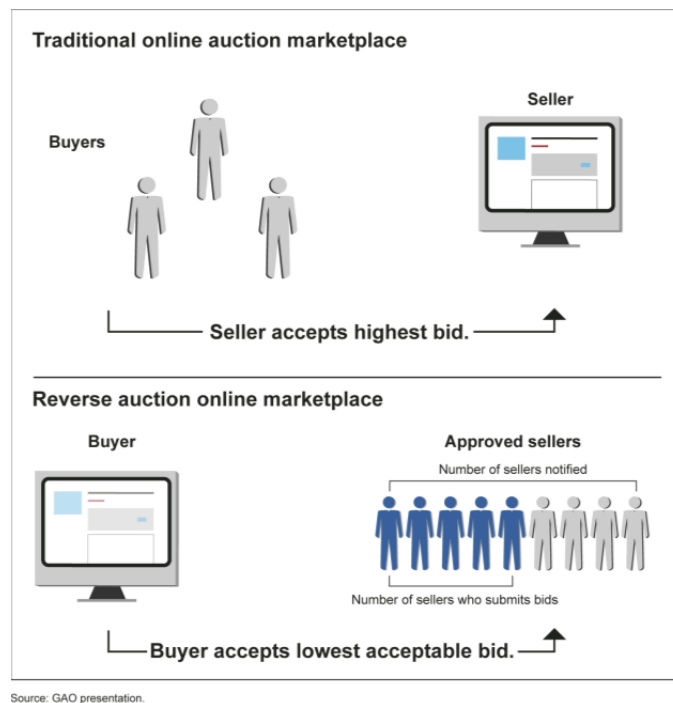 Traditional online auction marketplace
Seller
Buyers
Seller accepts highest bid.
Reverse auction online marketplace
Buyer
Approved sellers
Number of sellers notified
Number of sellers who submits bids
Buyer accepts lowest acceptable bid.
Source: GAO presentation.